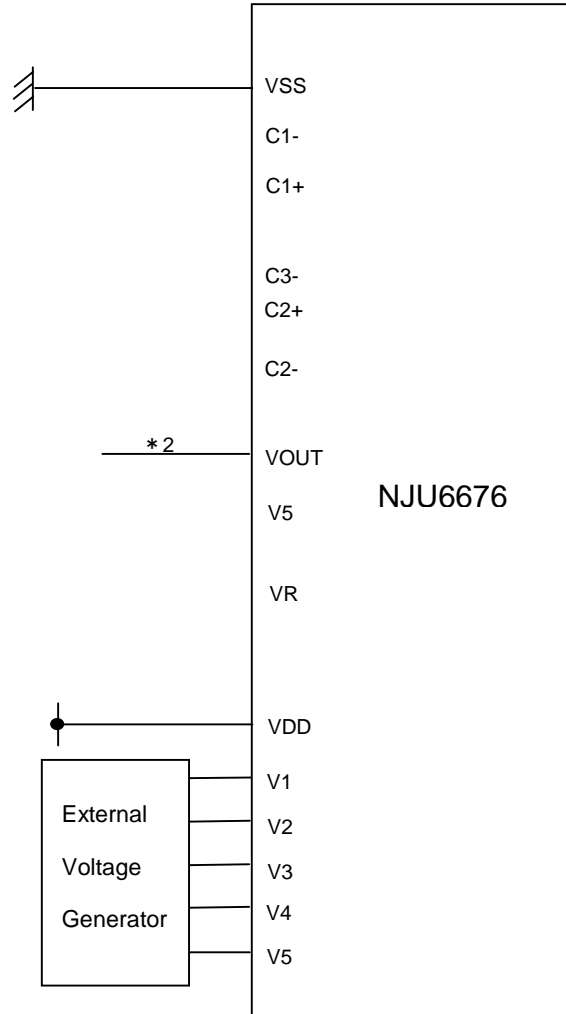 VSS
C1-
C1+
C3-
C2+
C2-
*2
VOUT
V5
NJU6676
VR
VDD
V1
External
V2
Voltage
V3
Generator
V4
V5